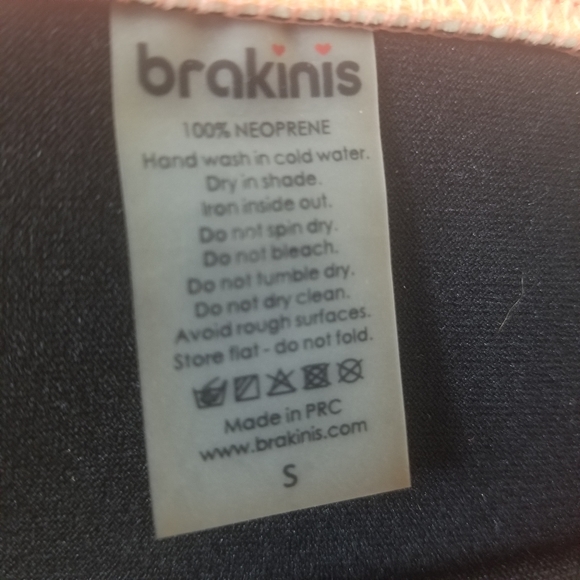 brakinis
100% NEOPRENE
Hand wash in cold water.
Dry in shade.
Iron inside out.
Do not spin dry.
Do not bleach.
Do not tumble dry.
Do not dry clean.
Avoid rough surfaces.
Store flat - do not fold.
Made in PRC
www.brakinis.com
S